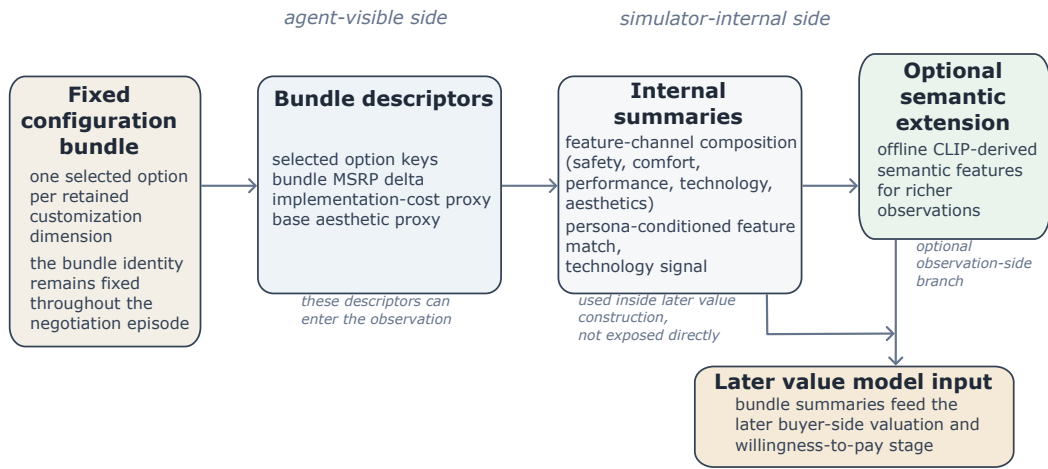 agent-visible side
simulator-internal side
Fixed
configuration
bundle
one selected option
per retained
customization
dimension
the bundle identity
remains fixed
throughout the
negotiation episode
Bundle descriptors
selected option keys
bundle MSRP delta
implementation-cost proxy
base aesthetic proxy
these descriptors can
enter the observation
Internal
summaries
feature-channel composition
(safety, comfort,
performance, technology,
aesthetics)
persona-conditioned feature
match,
technology signal
used inside later value
construction,
not exposed directly
Optional
semantic
extension
offline CLIP-derived
semantic features
for richer
observations
optional
observation-side
branch
Later value model input
bundle summaries feed the
later buyer-side valuation and
willingness-to-pay stage